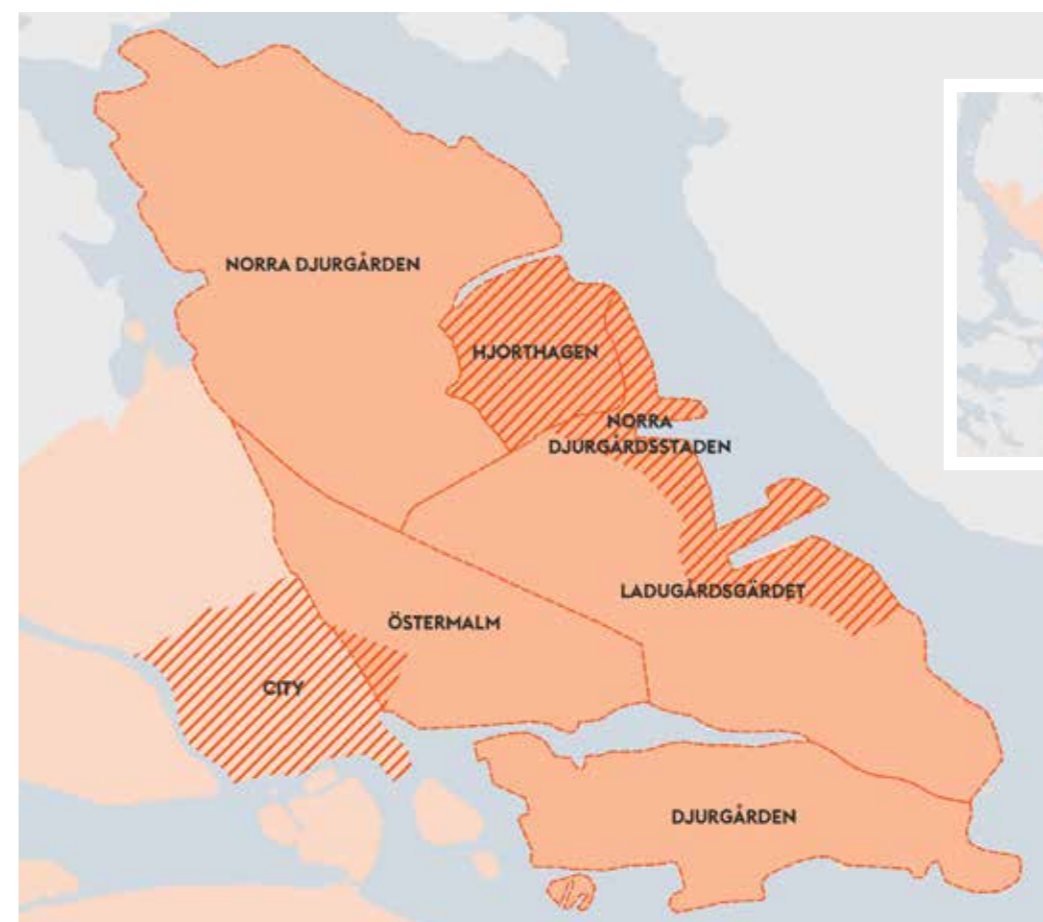 NORRA DJURGÅRDEN
HJORTHAGEN
NORRA
DJURGÅRDSSTADEN
LADUGÅRDSGÄRDET
ÖSTERMALM
CITY
DJURGÅRDEN